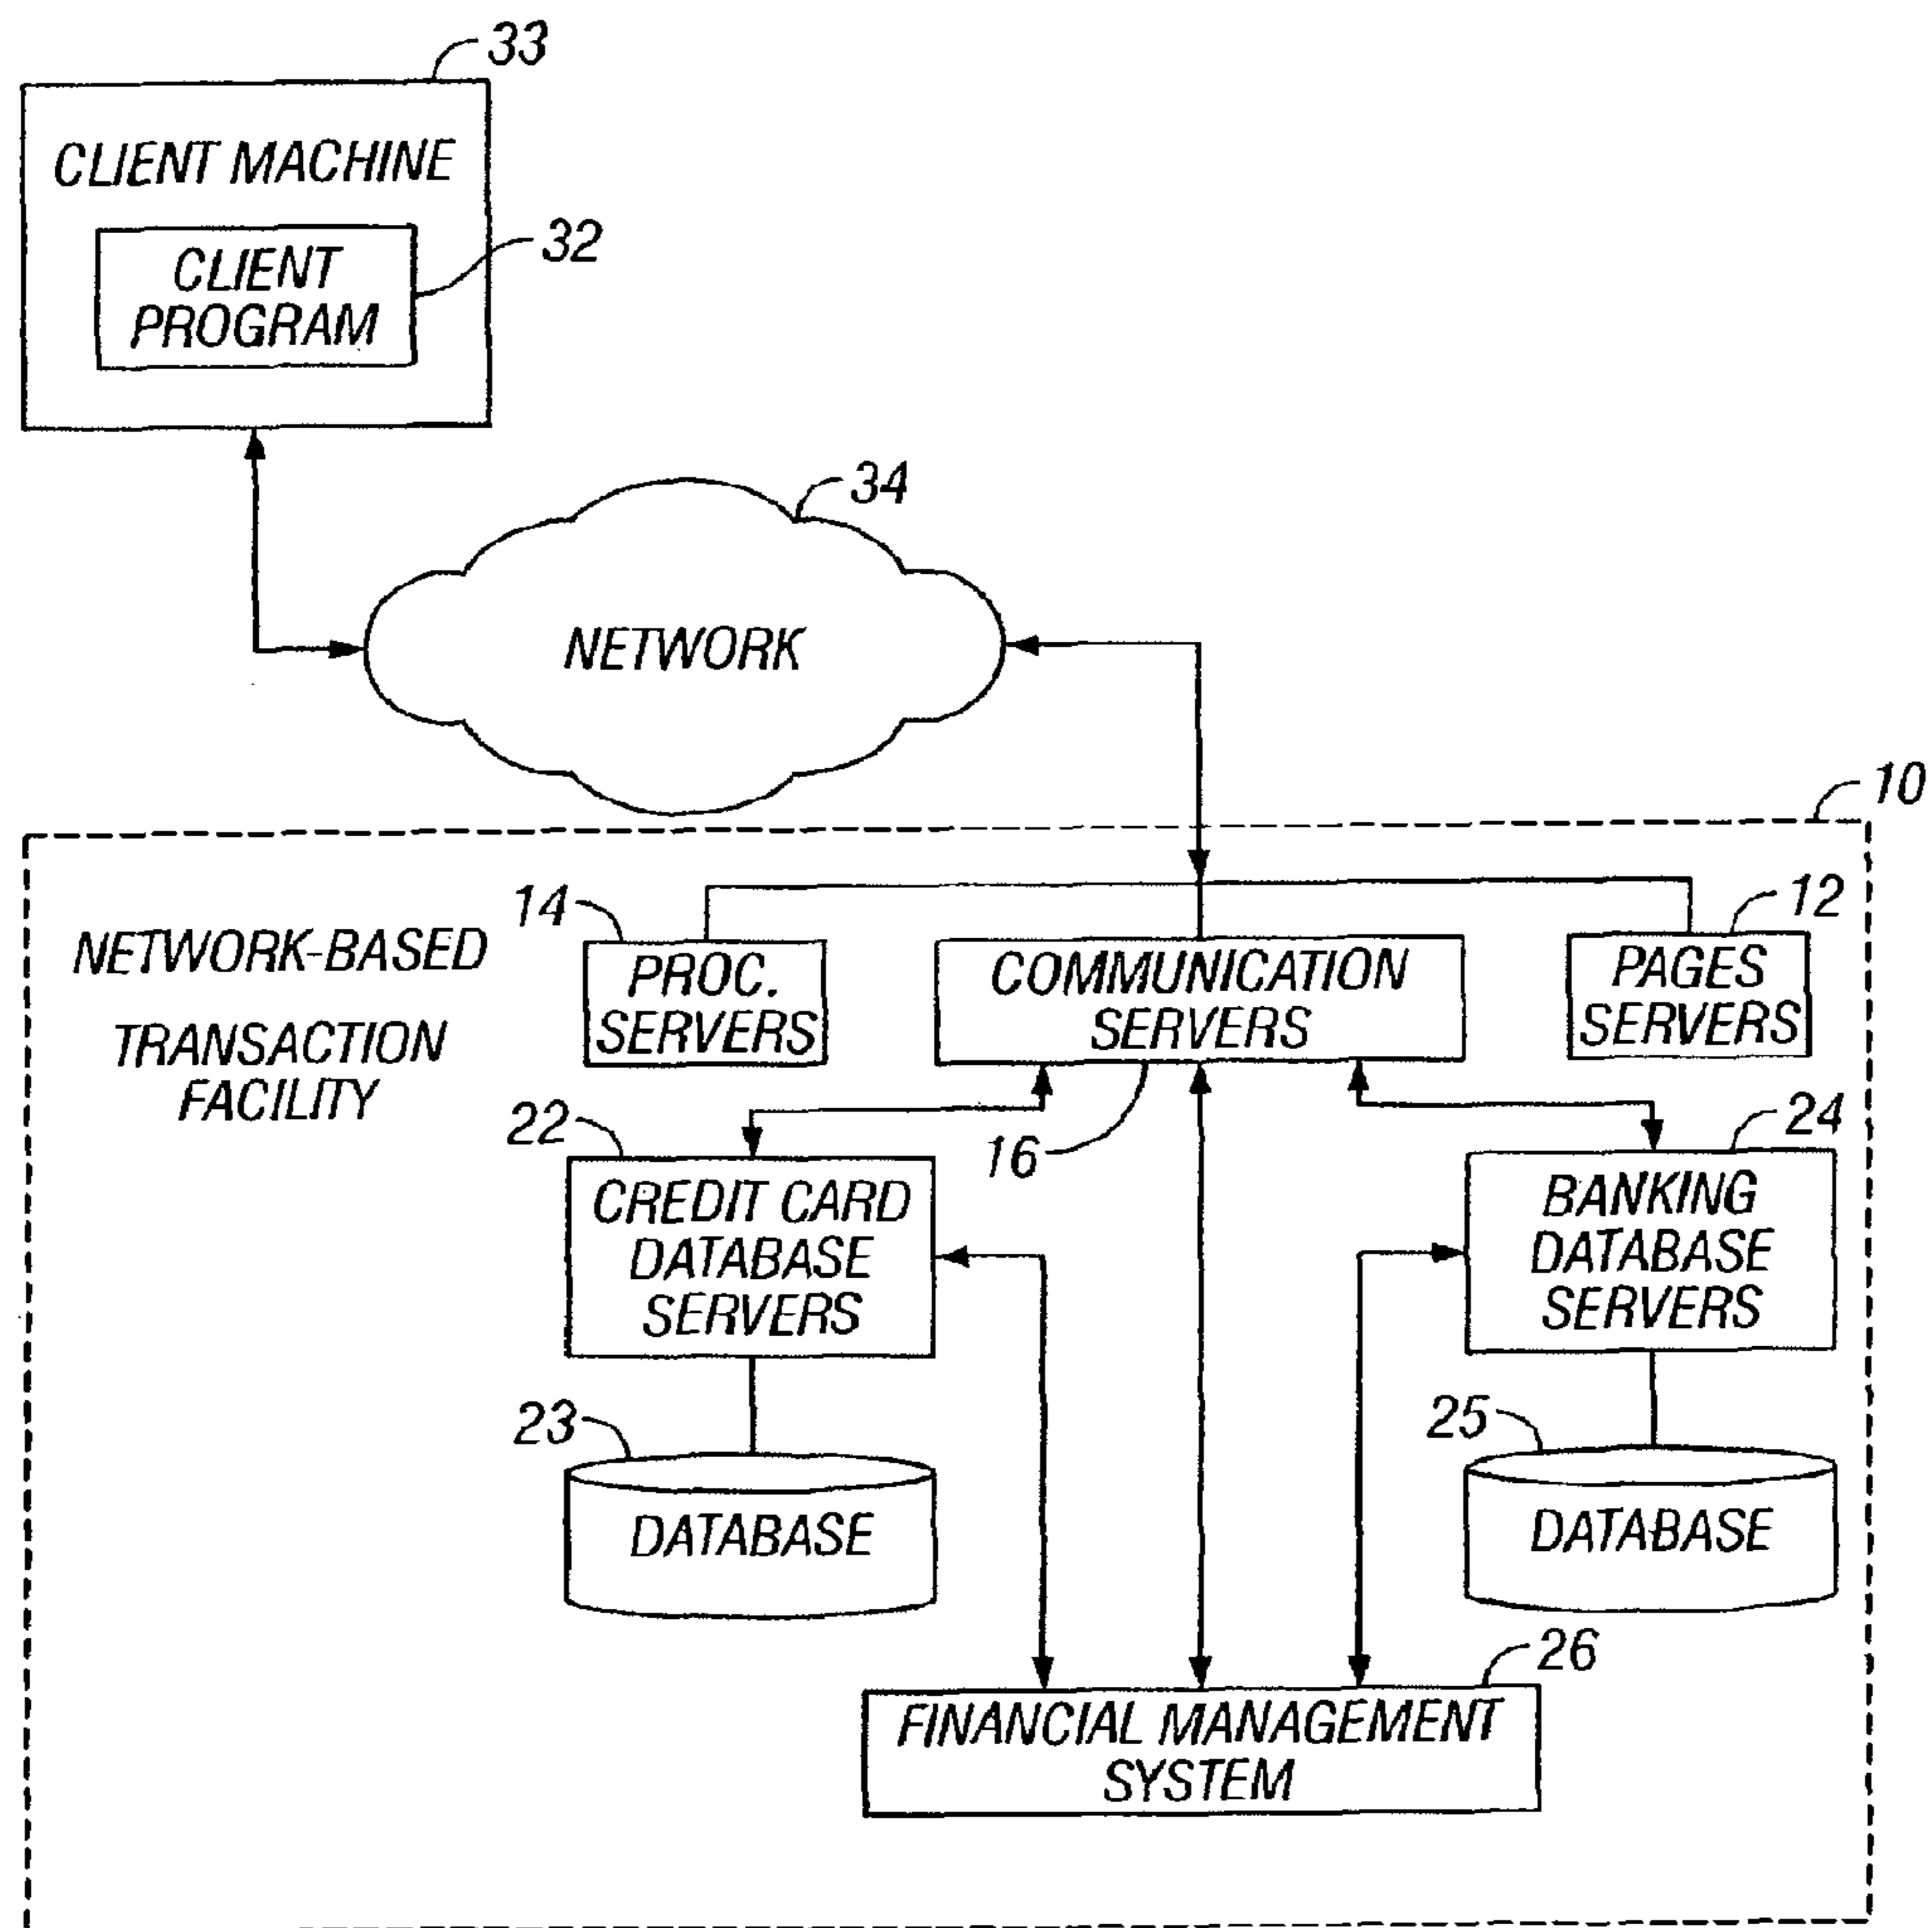 33
CLIENT MACHINE
32
CLIENT
PROGRAM
34
NETWORK
10
14
12
NETWORK-BASED
TRANSACTION
FACILITY
PROC.
SERVERS
COMMUNICATION
SERVERS
PAGES
SERVERS
22
16
24
CREDIT CARD
DATABASE
SERVERS
BANKING
DATABASE
SERVERS
23
25
DATABASE
DATABASE
26
FINANCIAL MANAGEMENT
SYSTEM